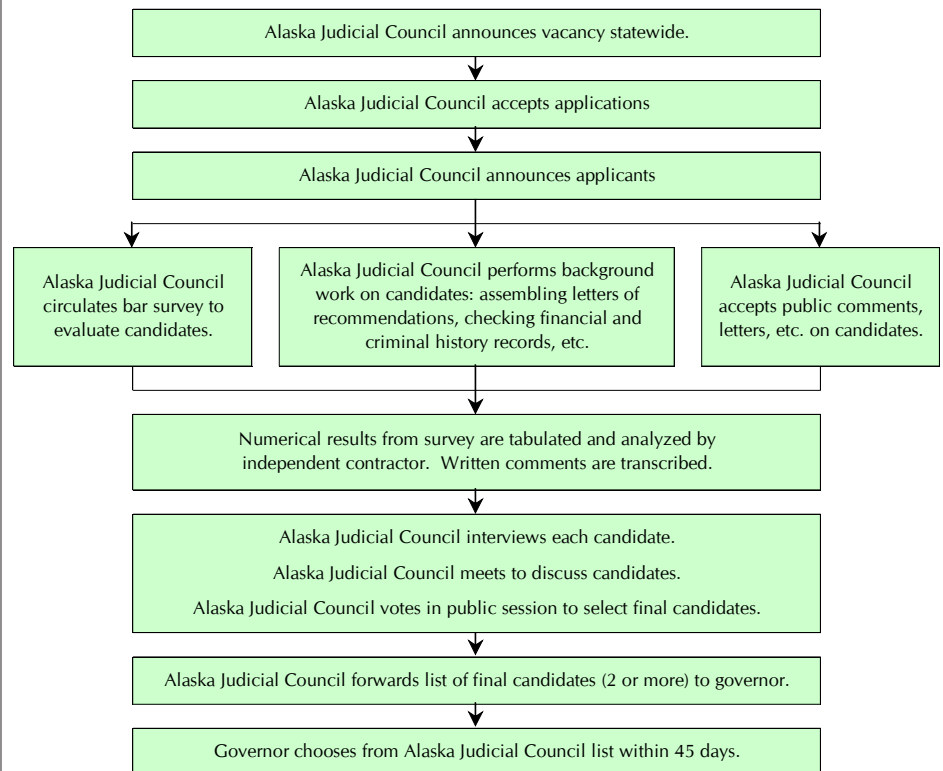 Alaska Judicial Council announces vacancy statewide.
Alaska Judicial Council accepts applications
Alaska Judicial Council announces applicants
Alaska Judicial Council
circulates bar survey to
evaluate candidates.
Alaska Judicial Council performs background
work on candidates: assembling letters of
recommendations, checking financial and
criminal history records, etc.
Alaska Judicial Council
accepts public comments,
letters, etc. on candidates.
Numerical results from survey are tabulated and analyzed by
independent contractor.  Written comments are transcribed.
Alaska Judicial Council interviews each candidate.
Alaska Judicial Council meets to discuss candidates.
Alaska Judicial Council votes in public session to select final candidates.
Alaska Judicial Council forwards list of final candidates (2 or more) to governor.
Governor chooses from Alaska Judicial Council list within 45 days.